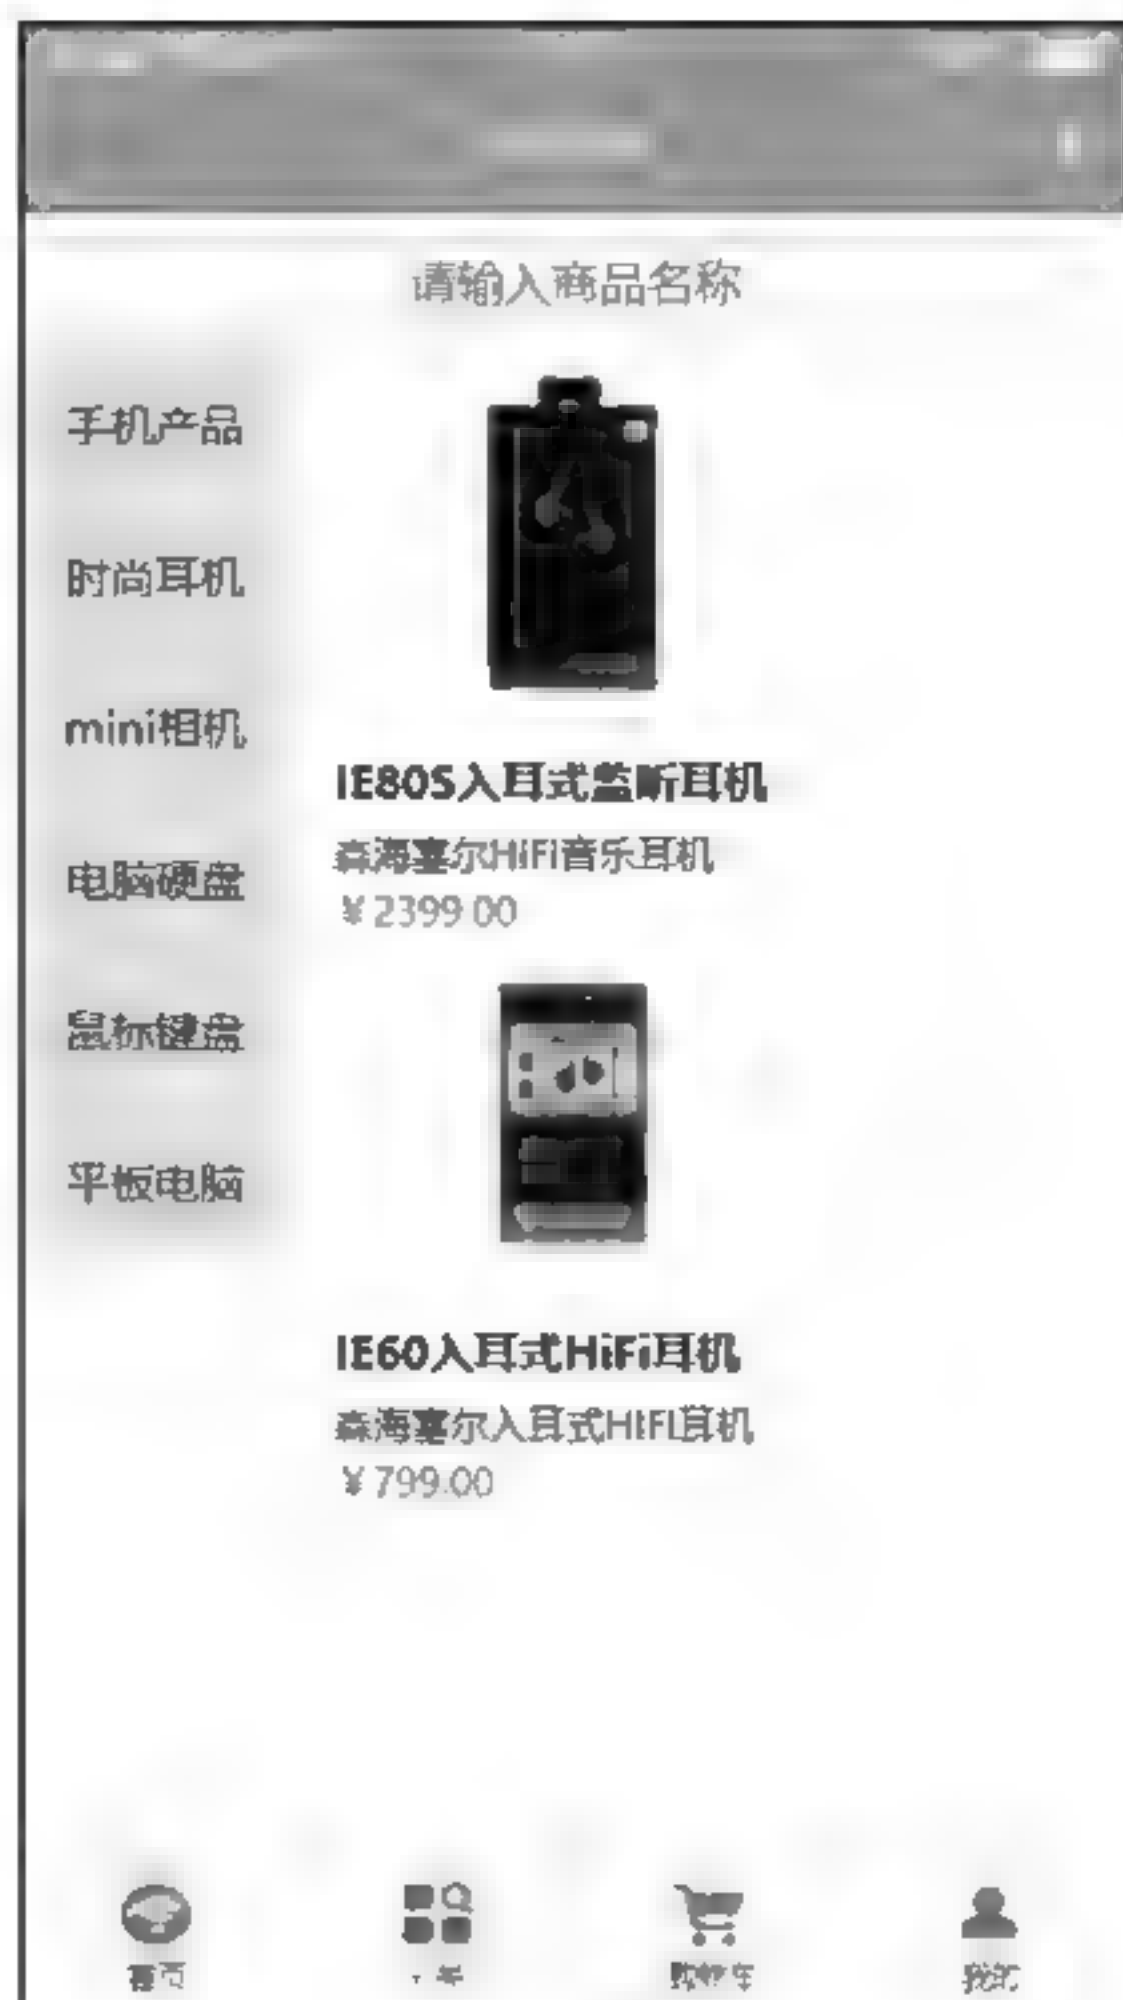 请输入商品名称
手机产品
时尚耳机
mini相机
电脑硬盘
鼠标键盘
平板电脑
IE80S入耳式监听耳机
森海塞尔HiFi音乐耳机
¥2399.00
IE60入耳式HiFi耳机
森海塞尔入耳式HIFI耳机
¥799.00
首页
购物车
我的